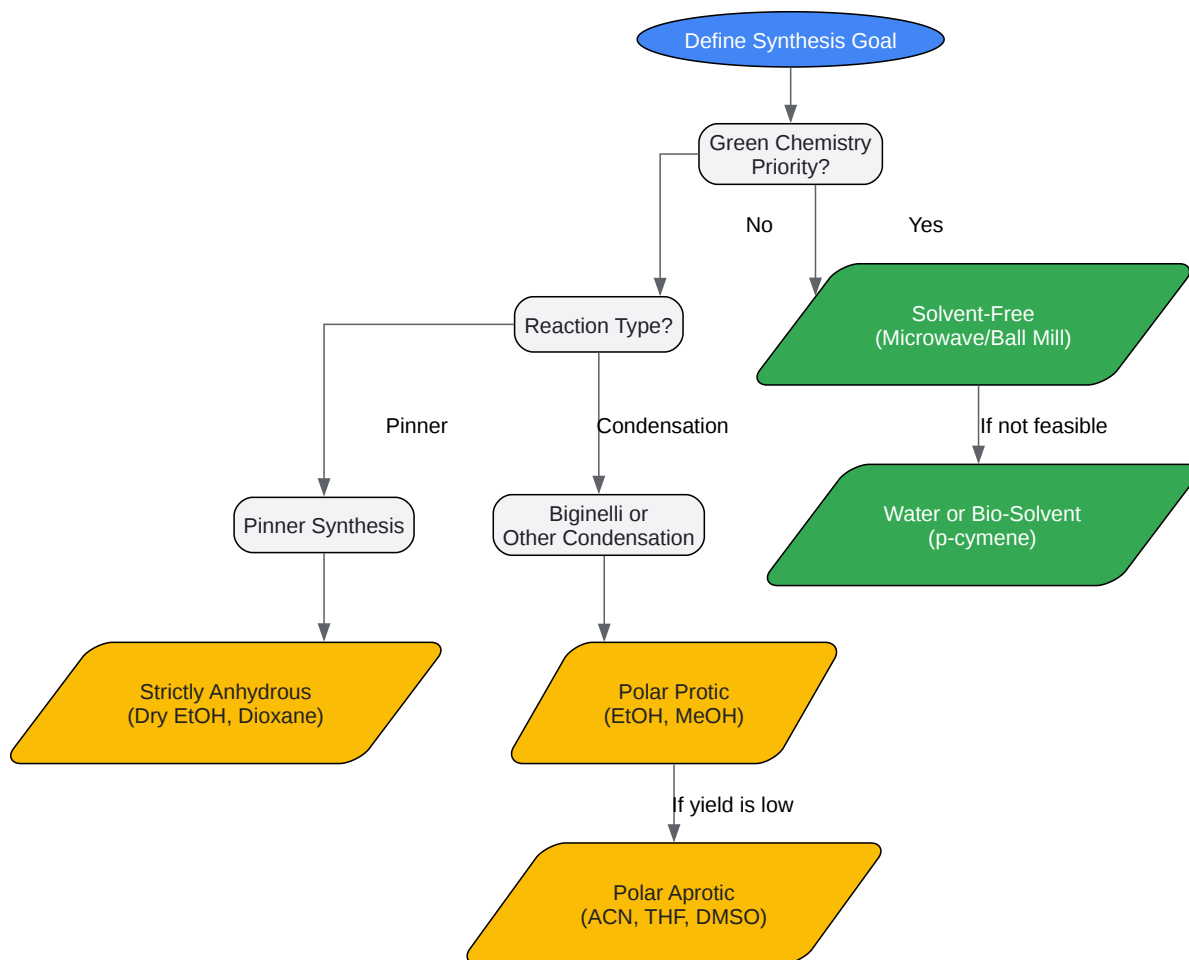 Define Synthesis Goal
Green Chemistry
Priority?
No
Yes
Solvent-Free
(Microwave/Ball Mill)
Reaction Type?
Pinner
Condensation
If not feasible
Pinner Synthesis
Biginelli or
Other Condensation
Water or Bio-Solvent
(p-cymene)
Strictly Anhydrous
(Dry EtOH, Dioxane)
Polar Protic
(EtOH, MeOH)
If yield is low
Polar Aprotic
(ACN, THF, DMSO)